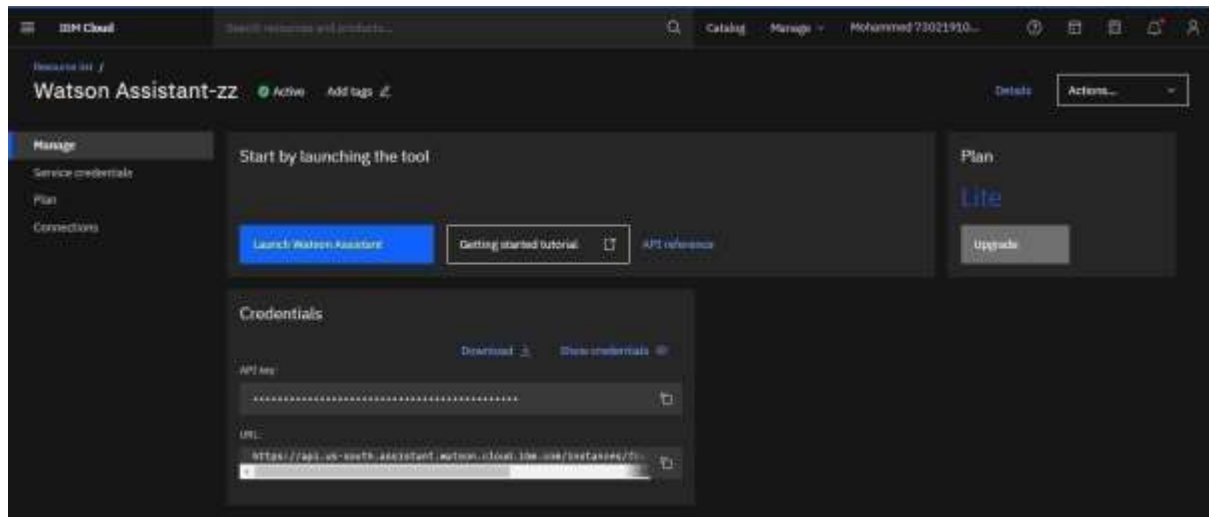 IBM Cloud
Search resources and products...
Catalog
Manage
Mohammed 73021910...
Resource list /
Watson Assistant-zz
Active
Add tags
Details
Actions...
Manage
Service credentials
Plan
Connections
Start by launching the tool
Launch Watson Assistant
Getting started tutorial
API reference
Plan
Lite
Upgrade
Credentials
Download
Show credentials
API key:
URL:
https://api.us-south.assistant.watson.cloud.ibm.com/instances/